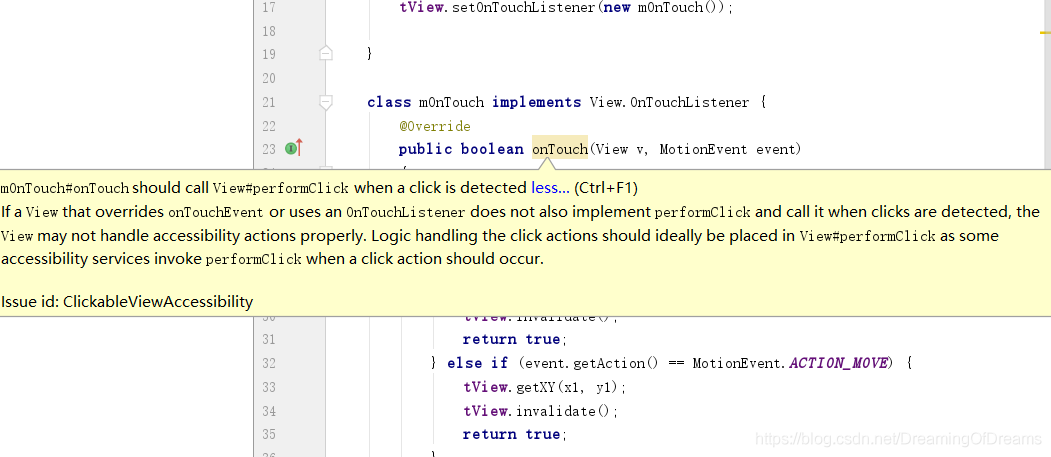 17 tView.setOnTouchListener(new mOnTouch());
18
19 }
20
21 class mOnTouch implements View.OnTouchListener {
22 @Override
23 public boolean onTouch(View v, MotionEvent event)
mOnTouch#onTouch should call View#performClick when a click is detected less... (Ctrl+F1)
If a View that overrides onTouchEvent or uses an OnTouchListener does not also implement performClick and call it when clicks are detected, the
View may not handle accessibility actions properly. Logic handling the click actions should ideally be placed in View#performClick as some
accessibility services invoke performClick when a click action should occur.
Issue id: ClickableViewAccessibility
30 tView.invalidate();
31 return true;
32 } else if (event.getAction() == MotionEvent.ACTION_MOVE) {
33 tView.getXY(x1, y1);
34 tView.invalidate();
35 return true;
https://blog.csdn.net/DreamingOfDreams